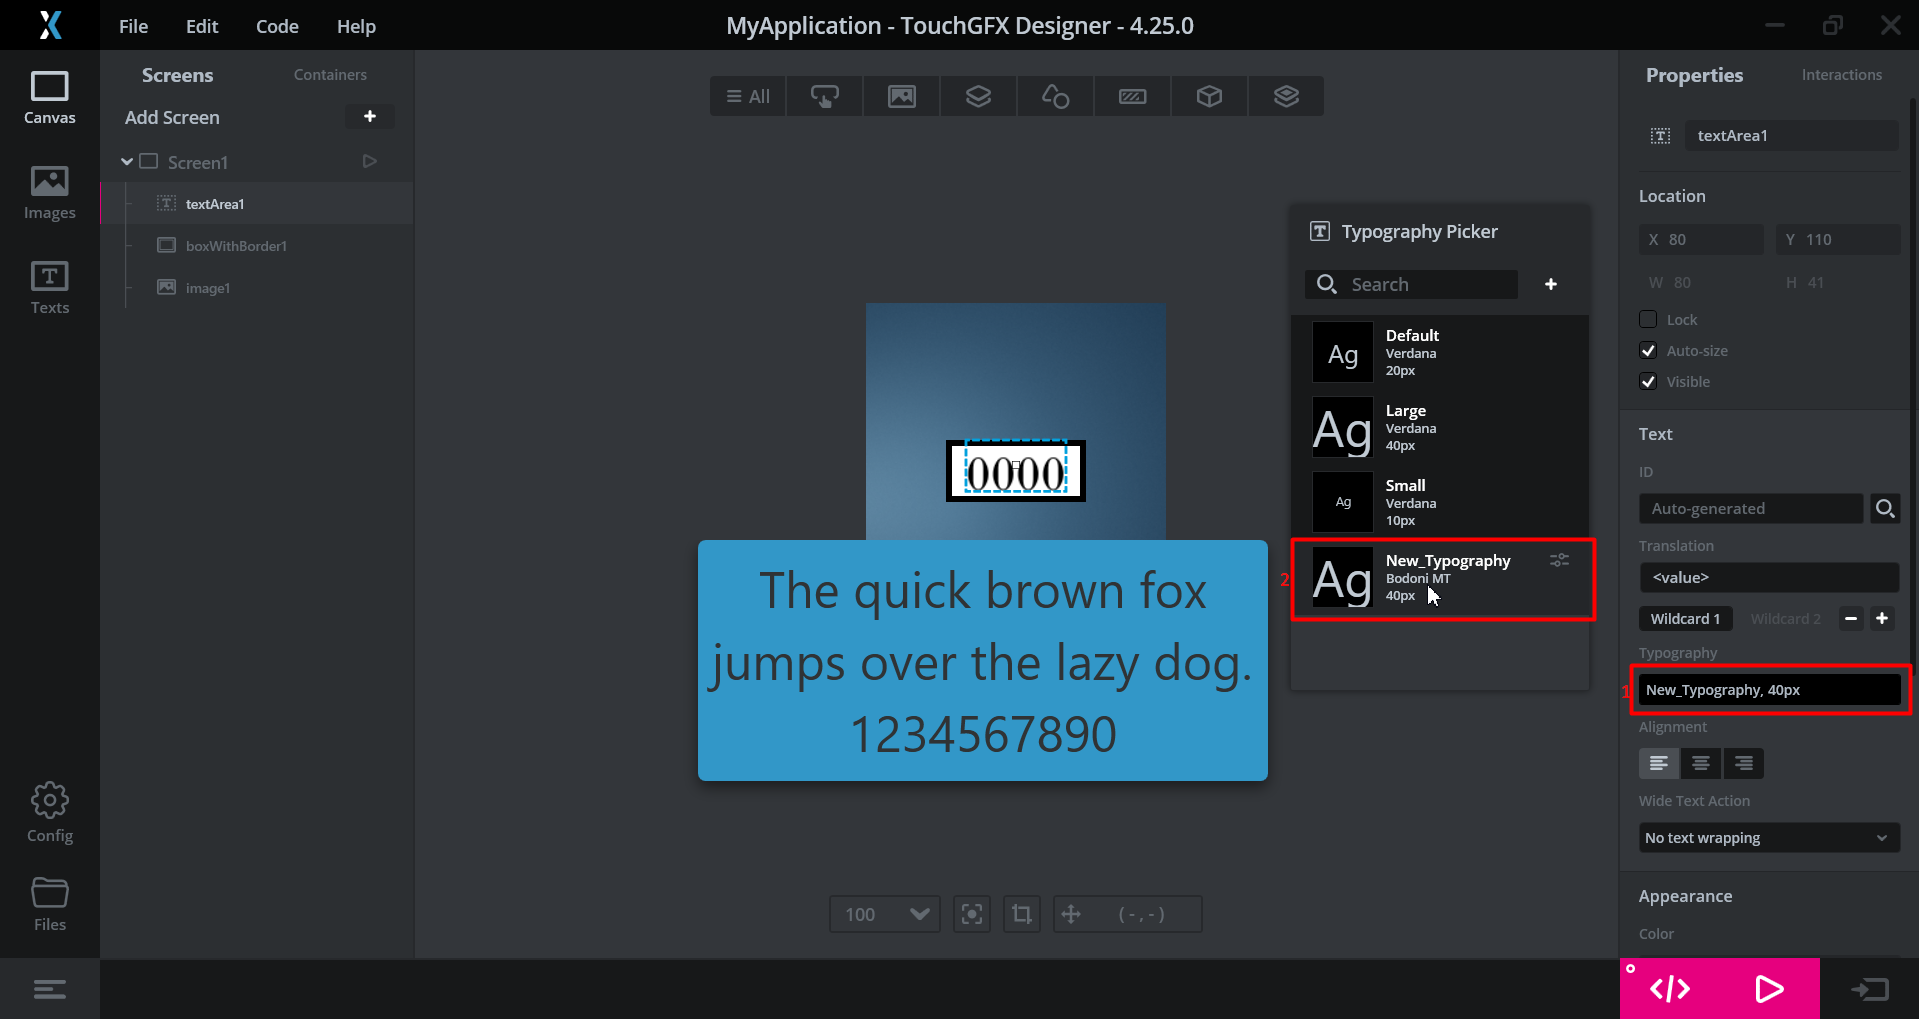 File Edit Code Help
MyApplication - TouchGFX Designer - 4.25.0
Canvas
Images
Texts
Config
Files
Screens Containers
Add Screen +
Screen1
textArea1
boxWithBorder1
image1
All
0000
The quick brown fox
jumps over the lazy dog.
1234567890
100
(-,-)
Typography Picker
Search +
Ag
Default
Verdana
20px
Ag
Large
Verdana
40px
Ag
Small
Verdana
10px
2
Ag
New_Typography
Bodoni MT
40px
Properties Interactions
textArea1
Location
X 80 Y 110
W 80 H 41
Lock
Auto-size
Visible
Text
ID
Auto-generated
Translation
<value>
Wildcard 1 Wildcard 2 - +
Typography
1
New_Typography, 40px
Alignment
Wide Text Action
No text wrapping
Appearance
Color